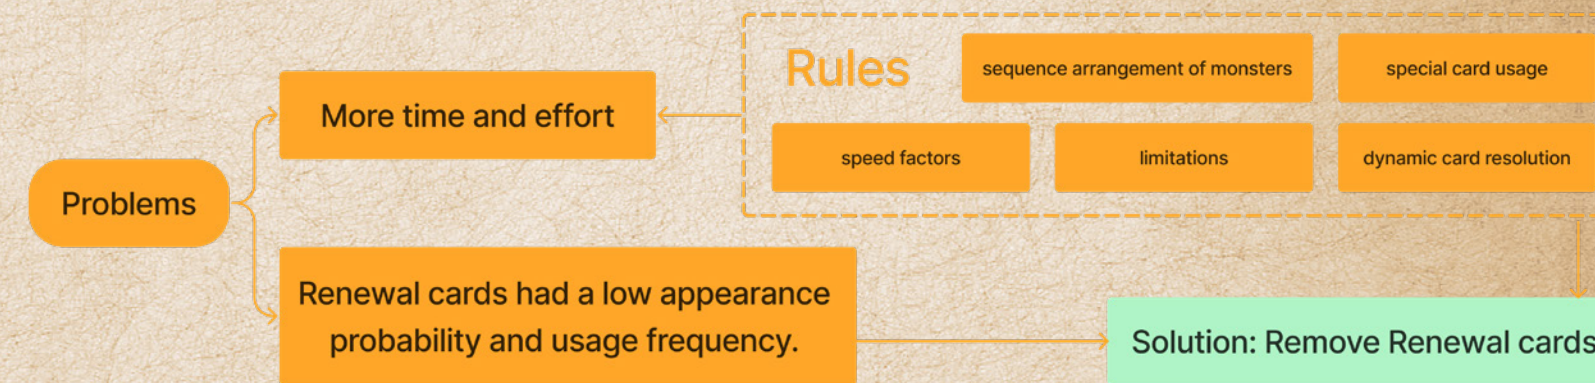 Rules
sequence arrangement of monsters
special card usage
More time and effort
speed factors
limitations
dynamic card resolution
Problems
Renewal cards had a low appearance
probability and usage frequency.
Solution: Remove Renewal cards